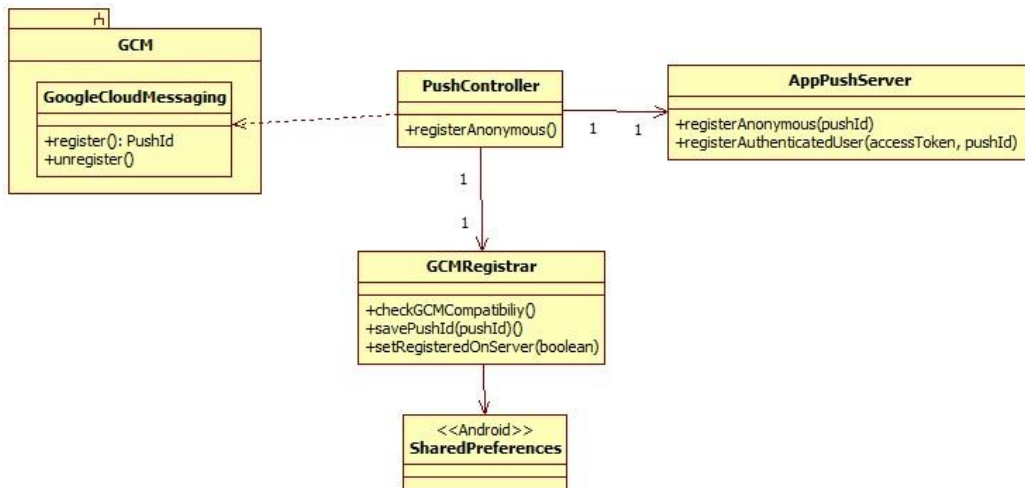 GCM
GoogleCloudMessaging
+register(): PushId
+unregister()
PushController
+registerAnonymous()
1
1
AppPushServer
+registerAnonymous(pushId)
+registerAuthenticatedUser(accessToken, pushId)
1
1
GCMRegistrar
+checkGCMCompatibiliy()
+savePushId(pushId)()
+setRegisteredOnServer(boolean)
<<Android>>
SharedPreferences